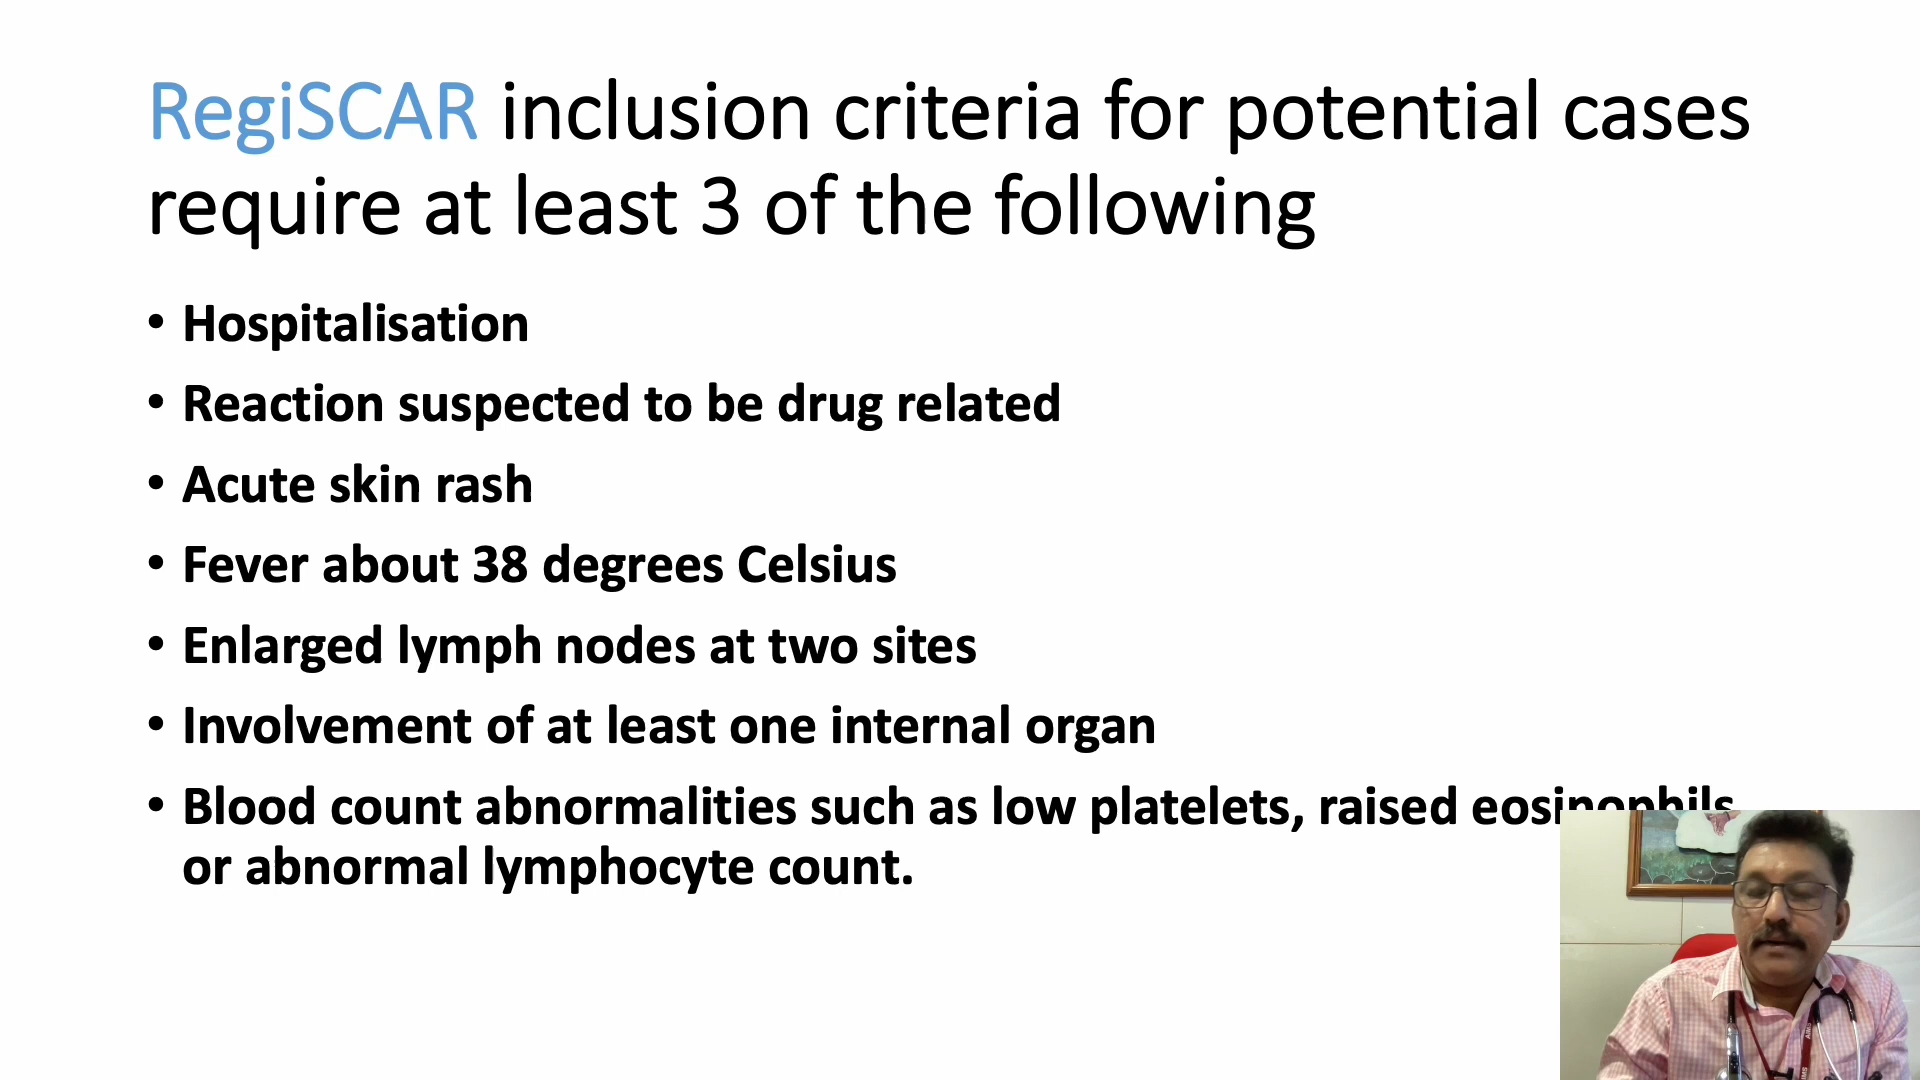 RegiSCAR inclusion criteria for potential cases
require at least 3 of the following
• Hospitalisation
• Reaction suspected to be drug related
• Acute skin rash
• Fever about 38 degrees Celsius
• Enlarged lymph nodes at two sites
• Involvement of at least one internal organ
• Blood count abnormalities such as low platelets, raised eosinophils
or abnormal lymphocyte count.